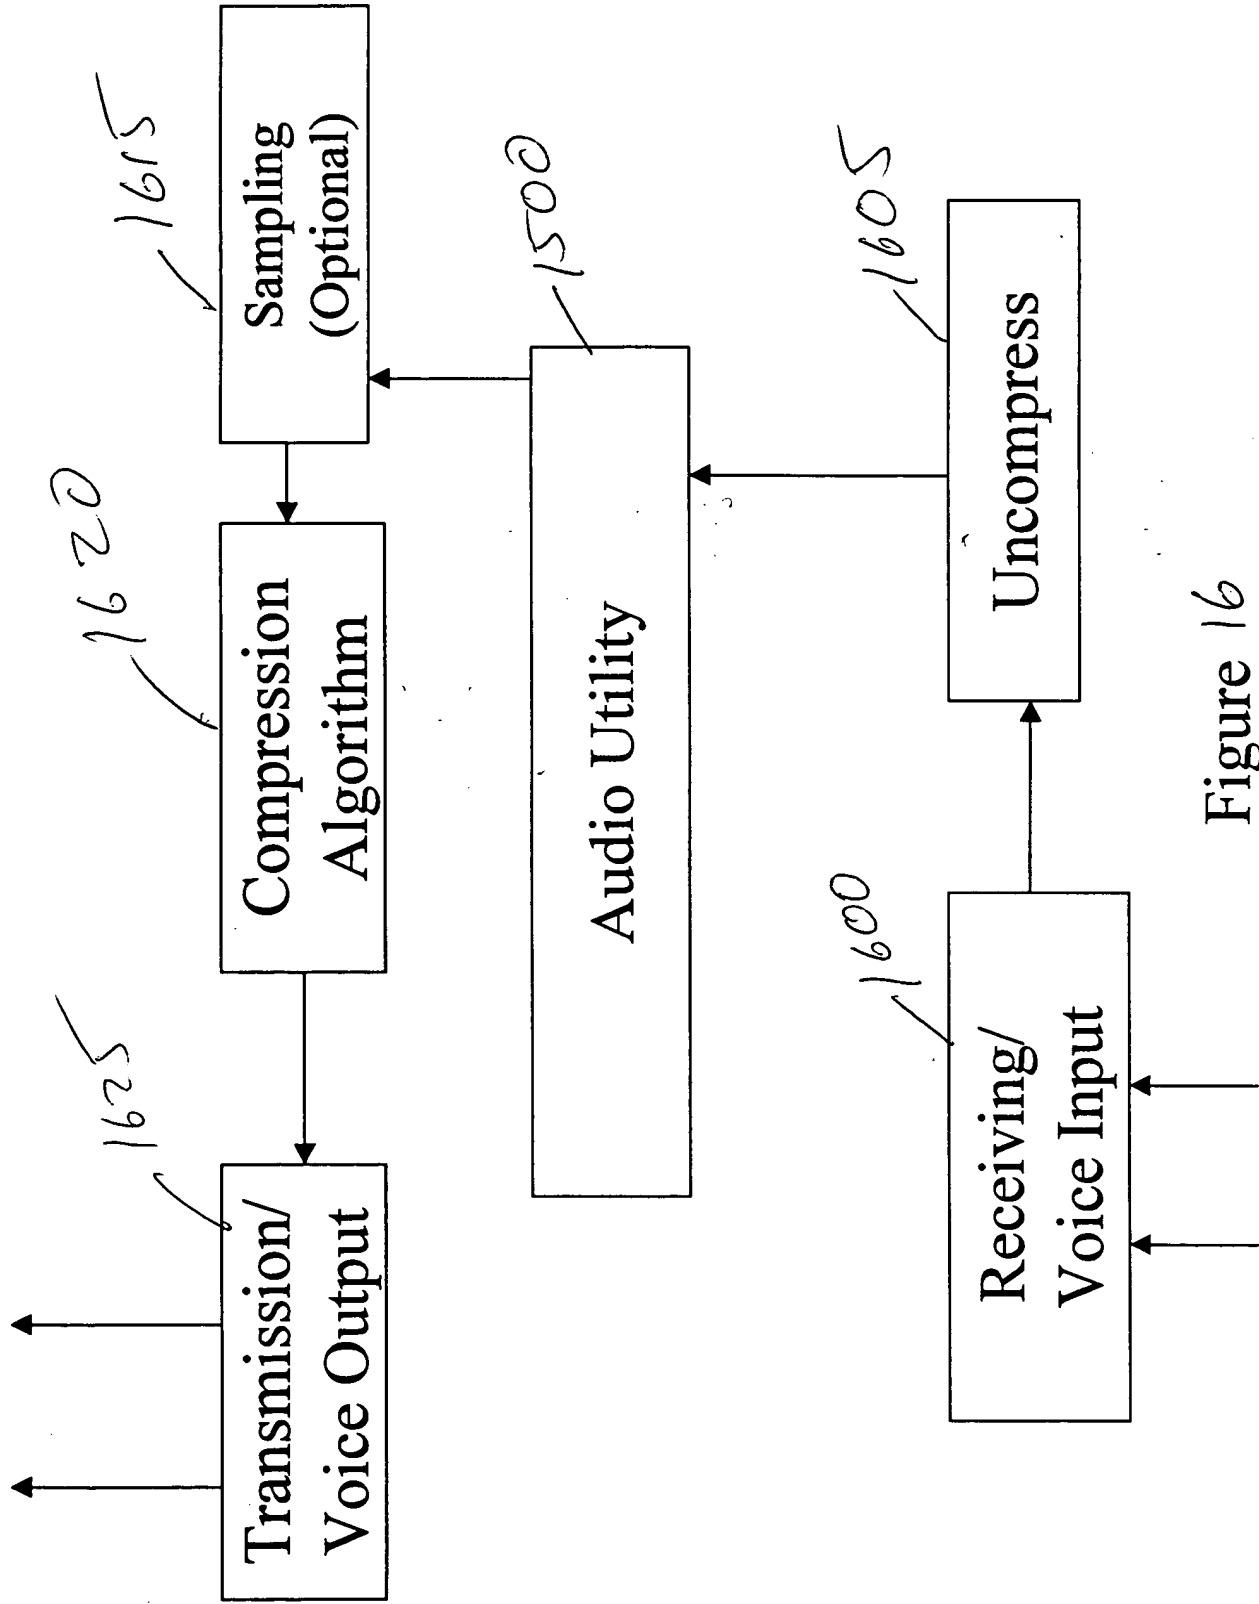 1625
1620
1615
Transmission/
Voice Output
Compression
Algorithm
Sampling
(Optional)
1500
Audio Utility
1600
1605
Receiving/
Voice Input
Uncompress
Figure 16